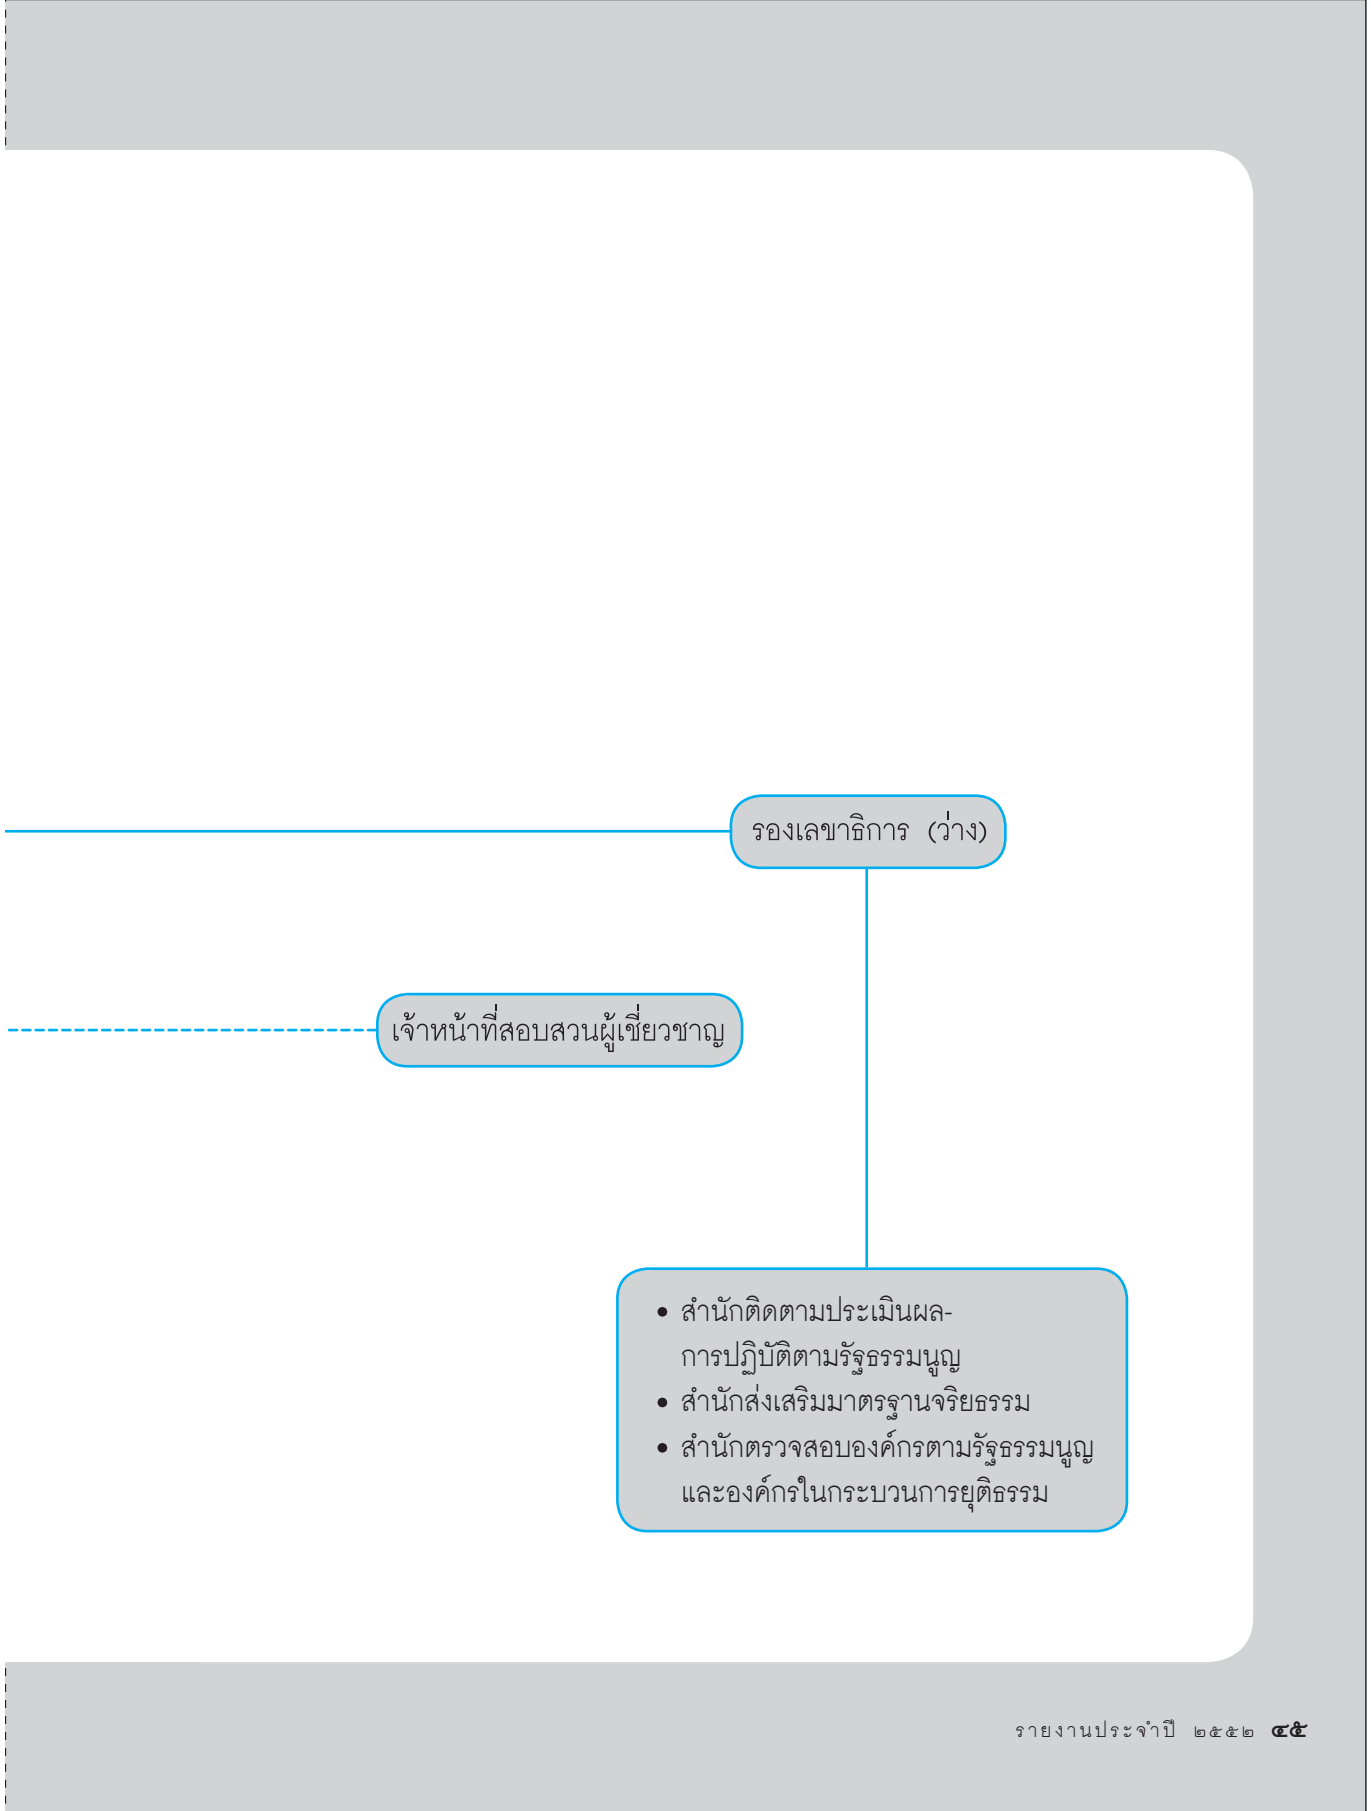 รองเลขาธิการ (ว่าง)
เจ้าหน้าที่สอบสวนผู้เชี่ยวชาญ
• สำนักติดตามประเมินผล-
การปฏิบัติตามรัฐธรรมนูญ
• สำนักส่งเสริมมาตรฐานจริยธรรม
• สำนักตรวจสอบองค์กรตามรัฐธรรมนูญ
และองค์กรในกระบวนการยุติธรรม
รายงานประจำปี ๒๕๕๒ ๔๕